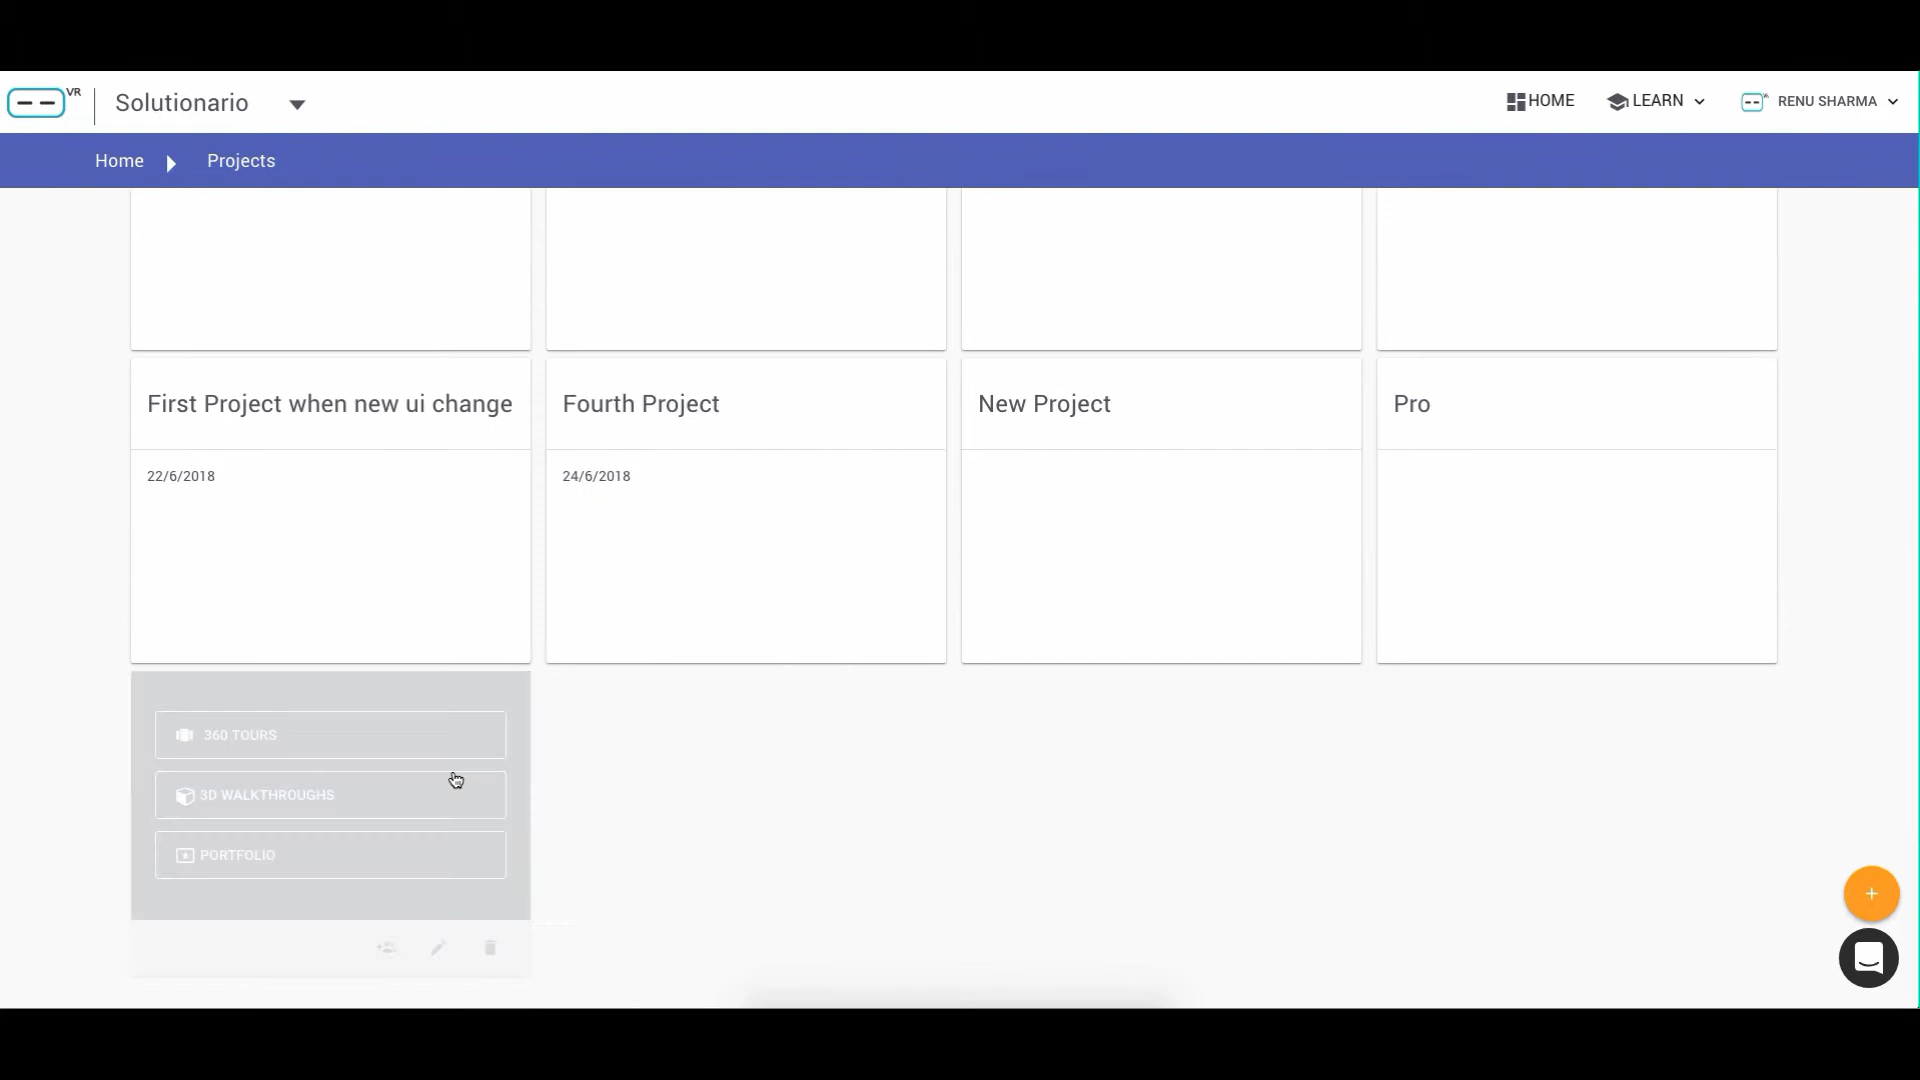 VR
Solutionario
HOME
LEARN
RENU SHARMA
Home
Projects
First Project when new ui change
Fourth Project
New Project
Pro
22/6/2018
24/6/2018
360 TOURS
3D WALKTHROUGHS
PORTFOLIO
+